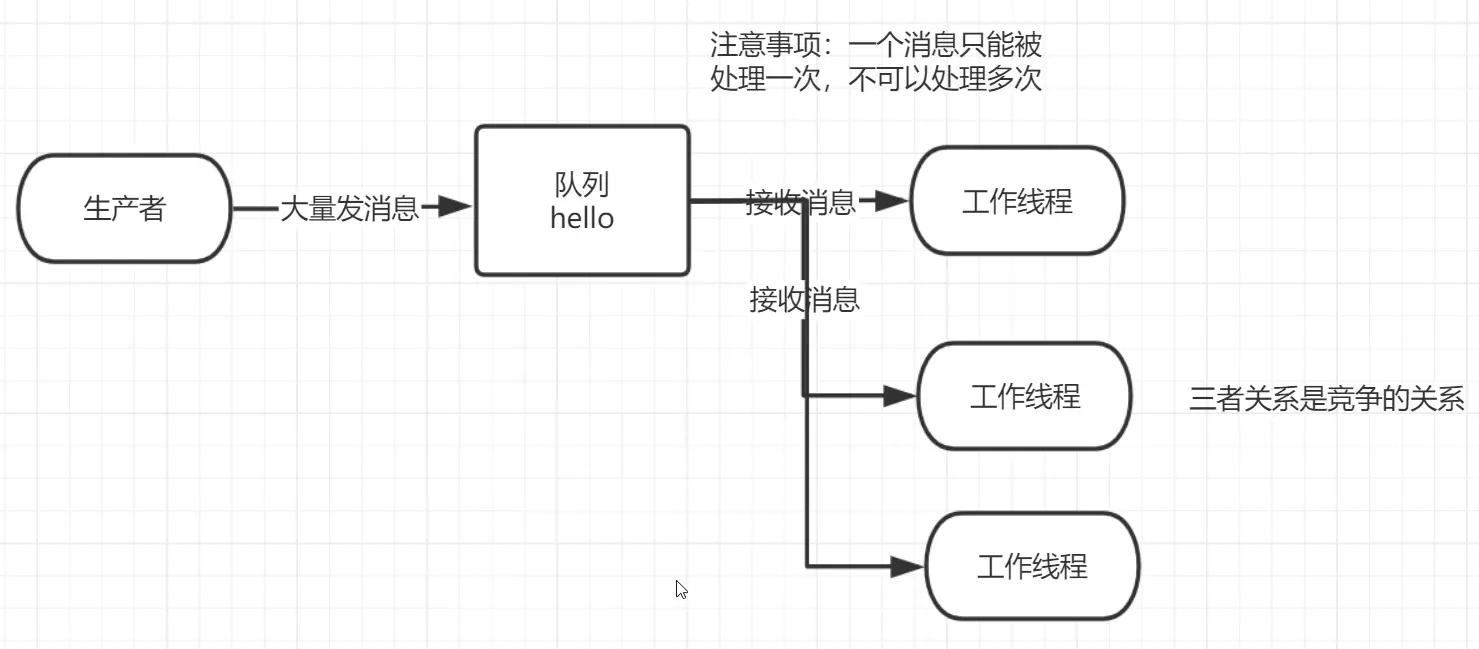 注意事项：一个消息只能被
处理一次，不可以处理多次
生产者
大量发消息
队列
hello
接收消息
工作线程
接收消息
工作线程
三者关系是竞争的关系
工作线程